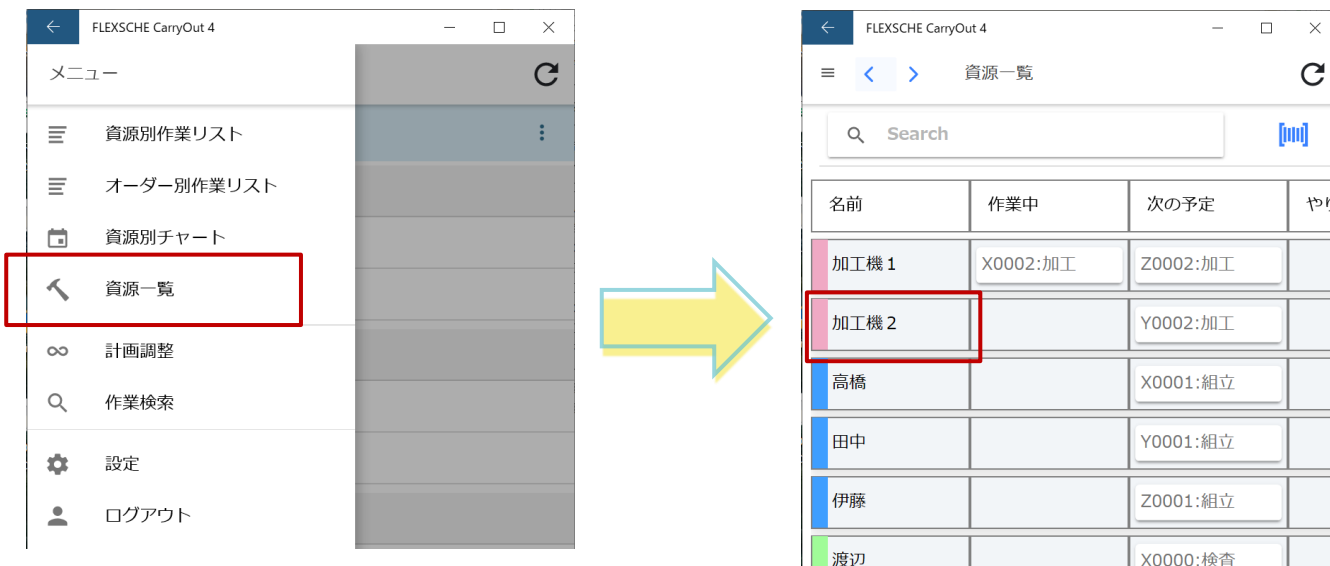 FLEXSCHE CarryOut 4
メニュー
資源別作業リスト
オーダー別作業リスト
資源別チャート
資源一覧
計画調整
作業検索
設定
ログアウト
FLEXSCHE CarryOut 4
資源一覧
Search
名前 作業中 次の予定
加工機1 X0002:加工 Z0002:加工
加工機2 Y0002:加工
高橋 X0001:組立
田中 Y0001:組立
伊藤 Z0001:組立
渡辺 X0000:検査